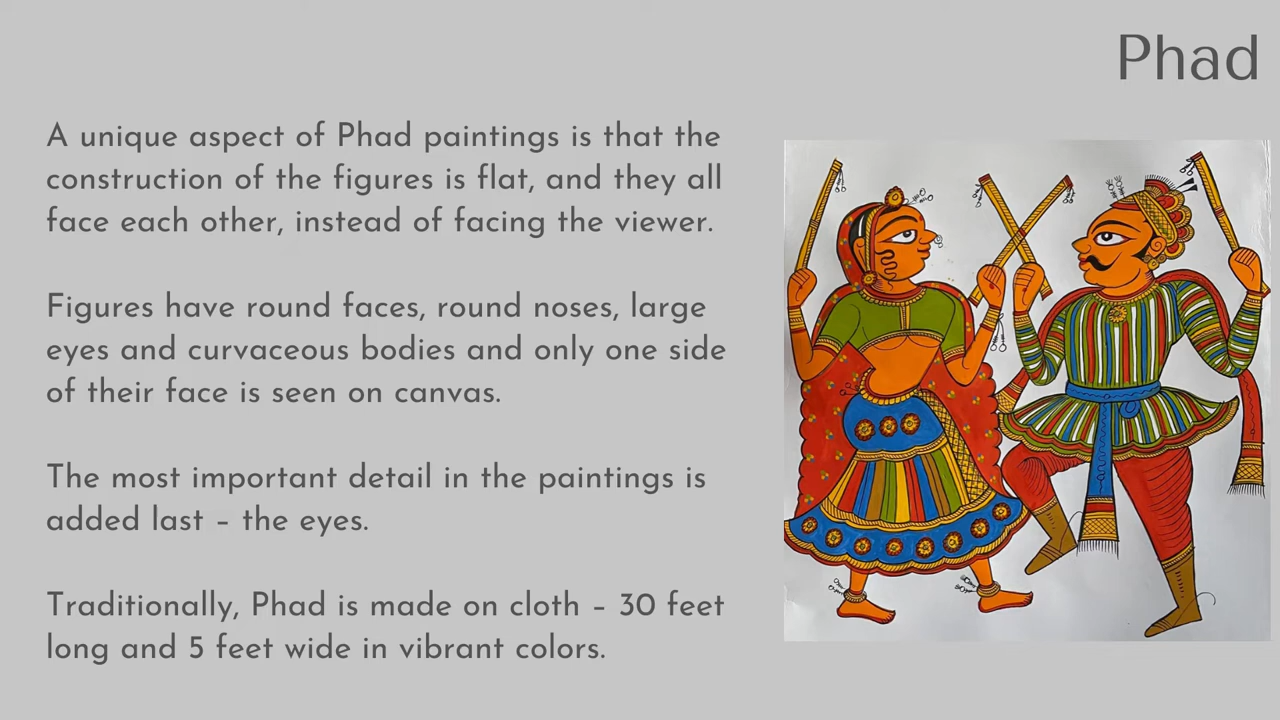 Phad
A unique aspect of Phad paintings is that the
construction of the figures is flat, and they all
face each other, instead of facing the viewer.
Figures have round faces, round noses, large
eyes and curvaceous bodies and only one side
of their face is seen on canvas.
The most important detail in the paintings is
added last – the eyes.
Traditionally, Phad is made on cloth – 30 feet
long and 5 feet wide in vibrant colors.